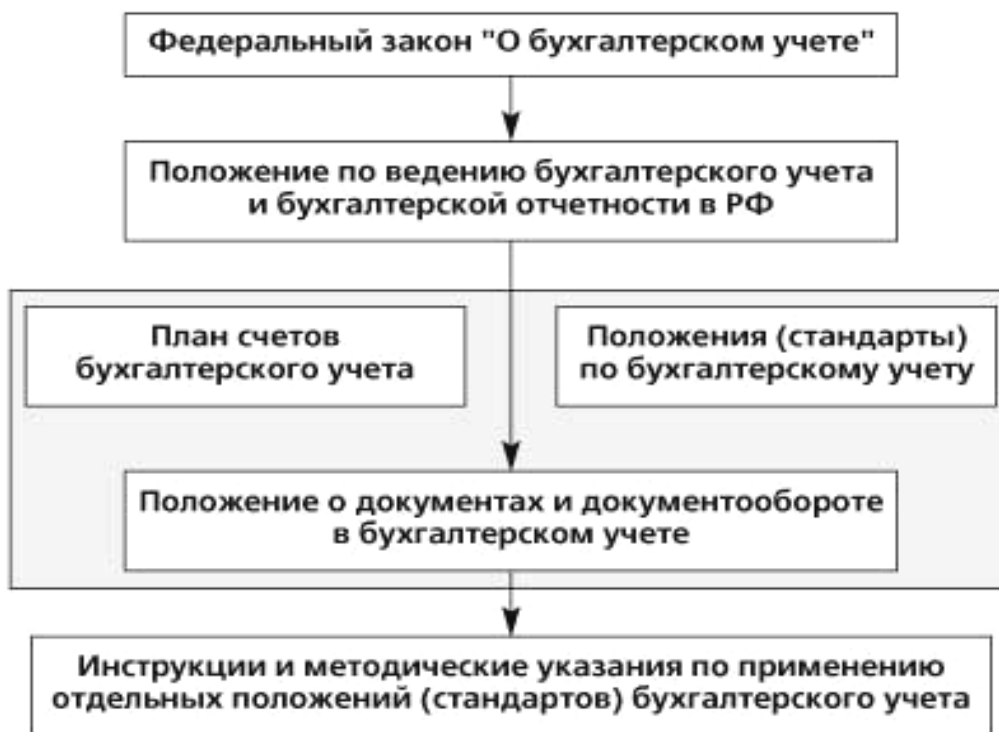 Федеральный закон "О бухгалтерском учете"
Положение по ведению бухгалтерского учета
и бухгалтерской отчетности в РФ
План счетов
бухгалтерского учета
Положения (стандарты)
по бухгалтерскому учету
Положение о документах и документообороте
в бухгалтерском учете
Инструкции и методические указания по применению
отдельных положений (стандартов) бухгалтерского учета